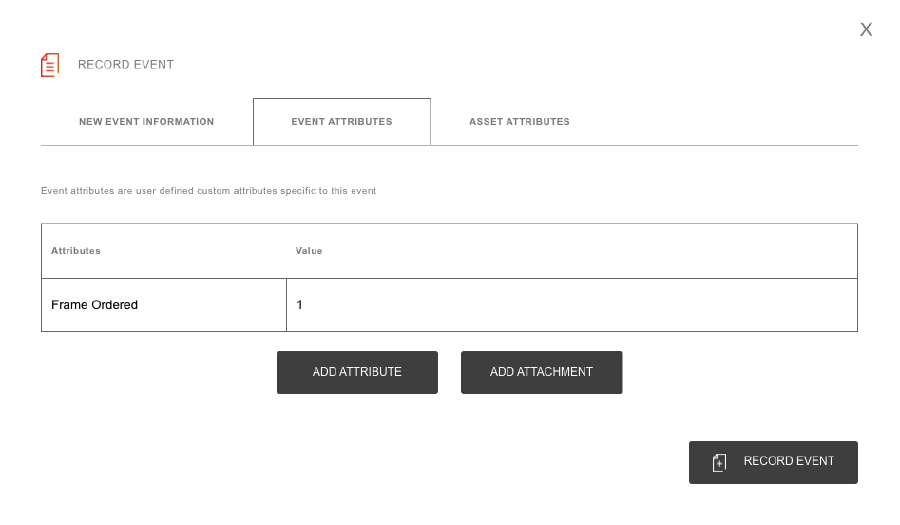 X
RECORD EVENT
NEW EVENT INFORMATION EVENT ATTRIBUTES ASSET ATTRIBUTES
Event attributes are user defined custom attributes specific to this event
Attributes Value
Frame Ordered 1
ADD ATTRIBUTE ADD ATTACHMENT
RECORD EVENT